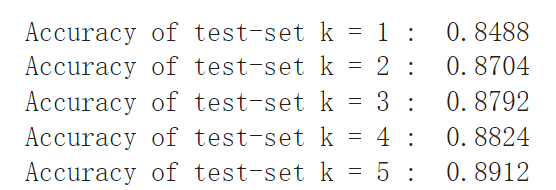 Accuracy of test-set k = 1 :  0.8488
Accuracy of test-set k = 2 :  0.8704
Accuracy of test-set k = 3 :  0.8792
Accuracy of test-set k = 4 :  0.8824
Accuracy of test-set k = 5 :  0.8912